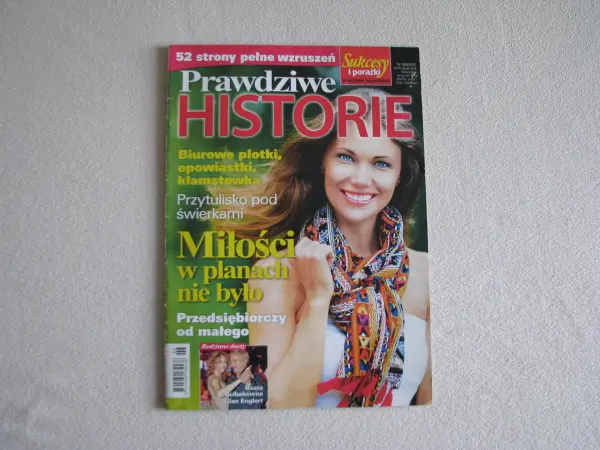 52 strony pełne wzruszeń
Sukcesy
i porażki
Prawdziwe
HISTORIE
Biurowe plotki,
opowiastki,
kłamstewka
Przytulisko pod
świerkami
Miłości
w planach
nie było
Przedsiębiorczy
od małego
Rodzinne duety
Beata
Ścibakówna
Jan Englert